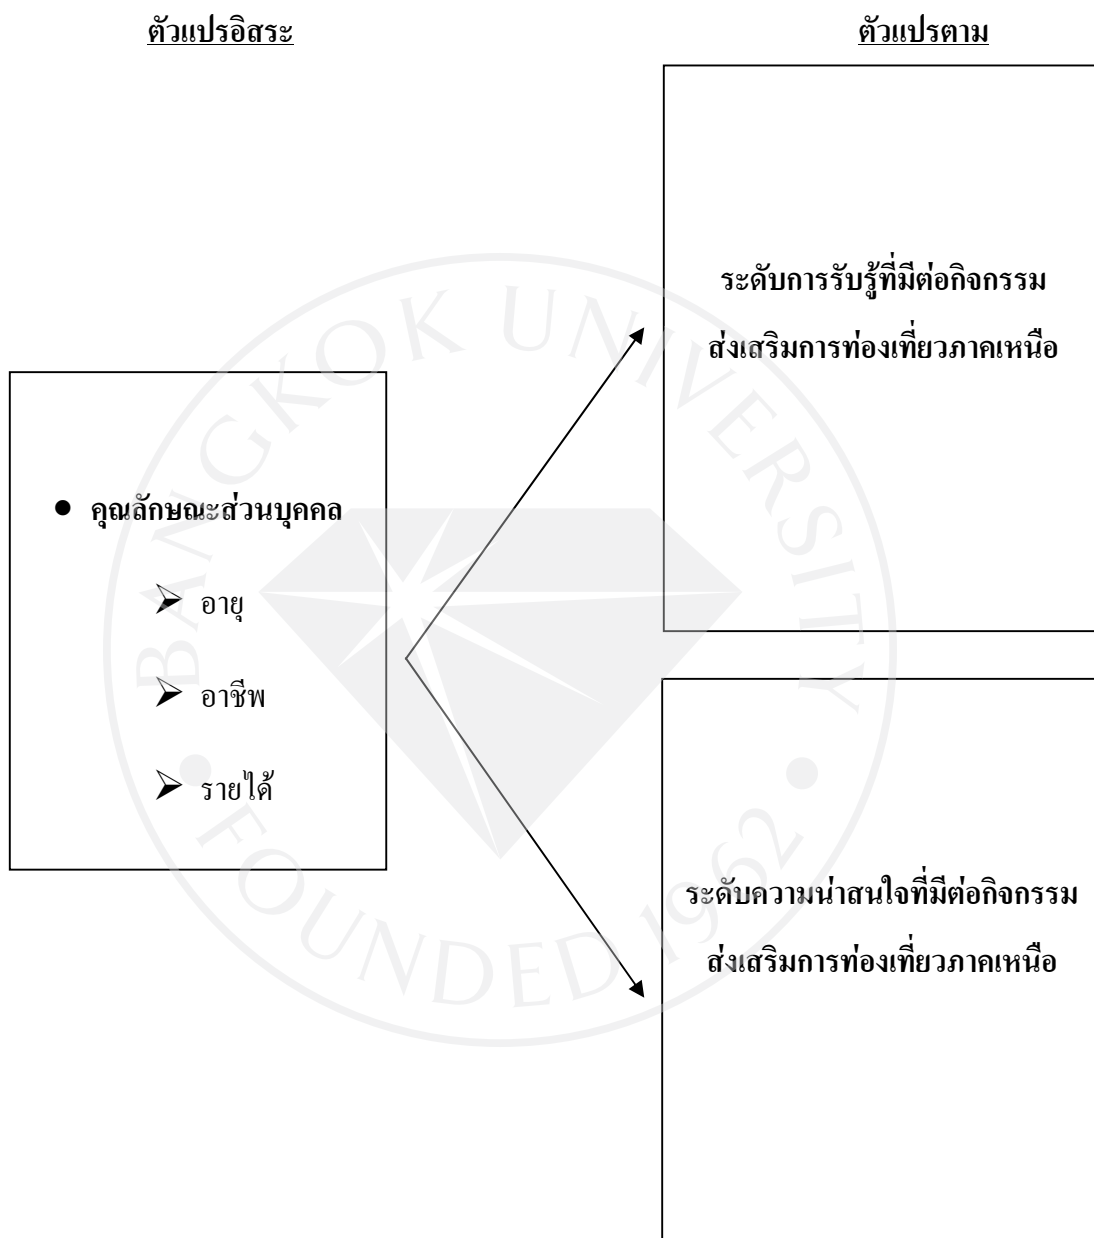 ตัวแปรอิสระ
ตัวแปรตาม
ระดับการรับรู้ที่มีต่อกิจกรรม
ส่งเสริมการท่องเที่ยวภาคเหนือ
• คุณลักษณะส่วนบุคคล
➢ อายุ
➢ อาชีพ
➢ รายได้
ระดับความน่าสนใจที่มีต่อกิจกรรม
ส่งเสริมการท่องเที่ยวภาคเหนือ
BANGKOK UNIVERSITY
• FOUNDED 1962 •